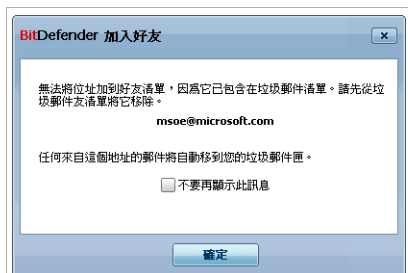 BitDefender 加入好友
無法將位址加到好友清單，因為它已包含在垃圾郵件清單。請先從垃
圾郵件友清單將它移除。
msoe@microsoft.com
任何來自這個地址的郵件將自動移到您的垃圾郵件匣。
不要再顯示此訊息
確定